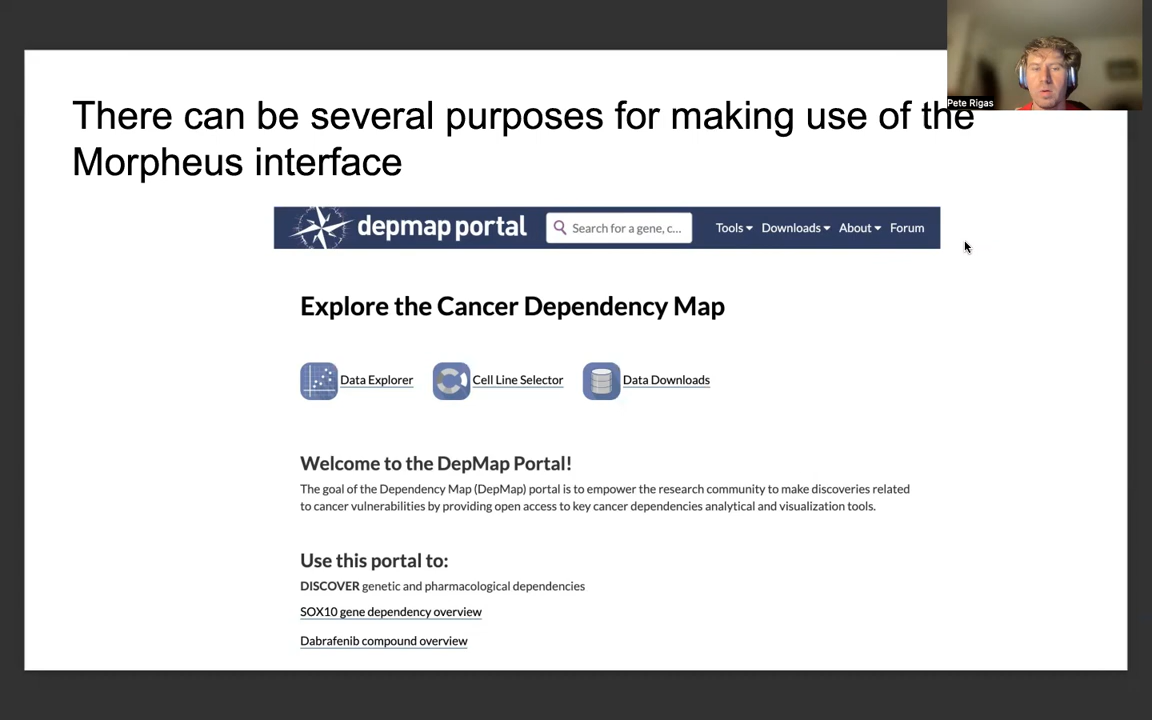 There can be several purposes for making use of the
Morpheus interface
Pete Rigas
depmap portal
Search for a gene, c...
Tools Downloads About Forum
Explore the Cancer Dependency Map
Data Explorer Cell Line Selector Data Downloads
Welcome to the DepMap Portal!
The goal of the Dependency Map (DepMap) portal is to empower the research community to make discoveries related
to cancer vulnerabilities by providing open access to key cancer dependencies analytical and visualization tools.
Use this portal to:
DISCOVER genetic and pharmacological dependencies
SOX10 gene dependency overview
Dabrafenib compound overview